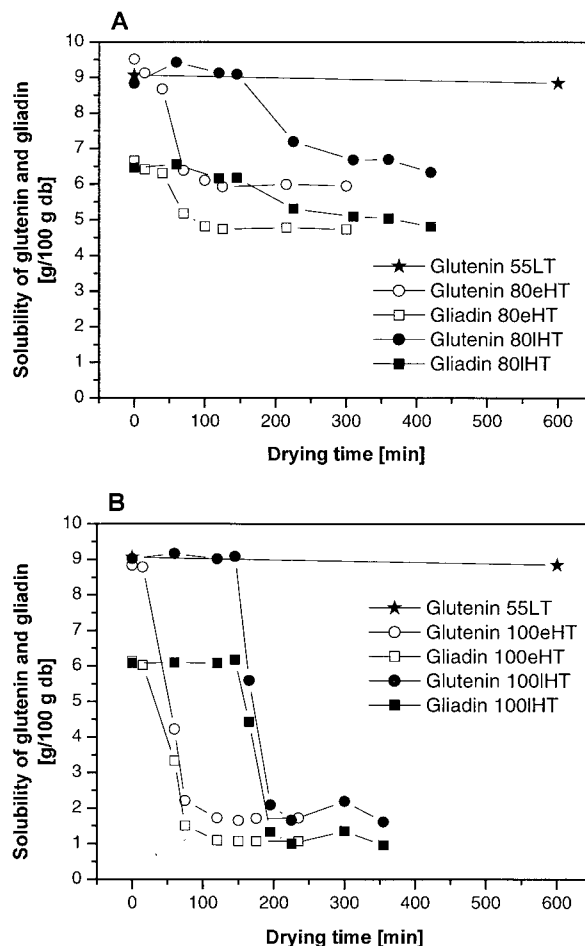 A
Solubility of glutenin and gliadin
[g/100 g db]
10
9
8
7
6
5
4
3
2
1
0
Glutenin 55LT
Glutenin 80eHT
Gliadin 80eHT
Glutenin 80lHT
Gliadin 80lHT
0 100 200 300 400 500 600
Drying time [min]
B
Solubility of glutenin and gliadin
[g/100 g db]
10
9
8
7
6
5
4
3
2
1
0
Glutenin 55LT
Glutenin 100eHT
Gliadin 100eHT
Glutenin 100lHT
Gliadin 100lHT
0 100 200 300 400 500 600
Drying time [min]